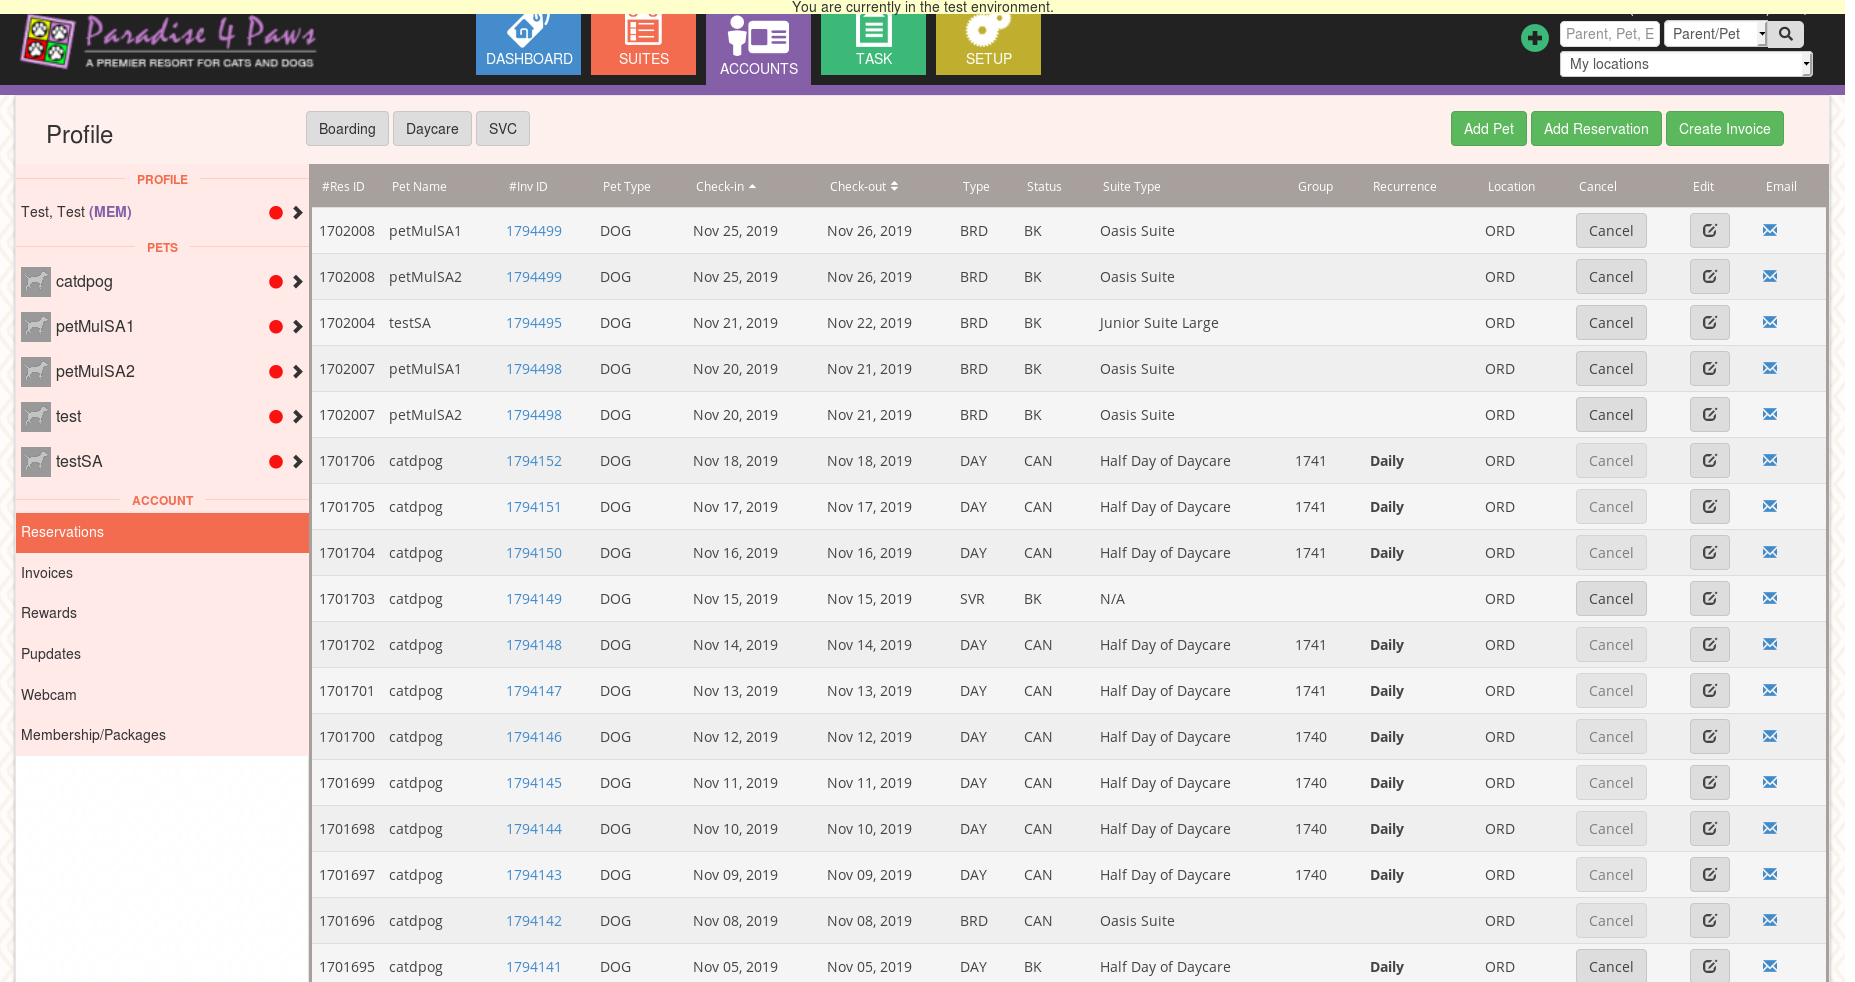 You are currently in the test environment.
Paradise 4 Paws
A PREMIER RESORT FOR CATS AND DOGS
DASHBOARD SUITES ACCOUNTS TASK SETUP
Parent, Pet, E Parent/Pet
My locations
Profile Boarding Daycare SVC Add Pet Add Reservation Create Invoice
PROFILE
Test, Test (MEM)
PETS
catdpog
petMulSA1
petMulSA2
test
testSA
ACCOUNT
Reservations
Invoices
Rewards
Pupdates
Webcam
Membership/Packages
#Res ID Pet Name #Inv ID Pet Type Check-in Check-out Type Status Suite Type Group Recurrence Location Cancel Edit Email
1702008 petMulSA1 1794499 DOG Nov 25, 2019 Nov 26, 2019 BRD BK Oasis Suite ORD Cancel
1702008 petMulSA2 1794499 DOG Nov 25, 2019 Nov 26, 2019 BRD BK Oasis Suite ORD Cancel
1702004 testSA 1794495 DOG Nov 21, 2019 Nov 22, 2019 BRD BK Junior Suite Large ORD Cancel
1702007 petMulSA1 1794498 DOG Nov 20, 2019 Nov 21, 2019 BRD BK Oasis Suite ORD Cancel
1702007 petMulSA2 1794498 DOG Nov 20, 2019 Nov 21, 2019 BRD BK Oasis Suite ORD Cancel
1701706 catdpog 1794152 DOG Nov 18, 2019 Nov 18, 2019 DAY CAN Half Day of Daycare 1741 Daily ORD Cancel
1701705 catdpog 1794151 DOG Nov 17, 2019 Nov 17, 2019 DAY CAN Half Day of Daycare 1741 Daily ORD Cancel
1701704 catdpog 1794150 DOG Nov 16, 2019 Nov 16, 2019 DAY CAN Half Day of Daycare 1741 Daily ORD Cancel
1701703 catdpog 1794149 DOG Nov 15, 2019 Nov 15, 2019 SVR BK N/A ORD Cancel
1701702 catdpog 1794148 DOG Nov 14, 2019 Nov 14, 2019 DAY CAN Half Day of Daycare 1741 Daily ORD Cancel
1701701 catdpog 1794147 DOG Nov 13, 2019 Nov 13, 2019 DAY CAN Half Day of Daycare 1741 Daily ORD Cancel
1701700 catdpog 1794146 DOG Nov 12, 2019 Nov 12, 2019 DAY CAN Half Day of Daycare 1740 Daily ORD Cancel
1701699 catdpog 1794145 DOG Nov 11, 2019 Nov 11, 2019 DAY CAN Half Day of Daycare 1740 Daily ORD Cancel
1701698 catdpog 1794144 DOG Nov 10, 2019 Nov 10, 2019 DAY CAN Half Day of Daycare 1740 Daily ORD Cancel
1701697 catdpog 1794143 DOG Nov 09, 2019 Nov 09, 2019 DAY CAN Half Day of Daycare 1740 Daily ORD Cancel
1701696 catdpog 1794142 DOG Nov 08, 2019 Nov 08, 2019 BRD CAN Oasis Suite ORD Cancel
1701695 catdpog 1794141 DOG Nov 05, 2019 Nov 05, 2019 DAY BK Half Day of Daycare Daily ORD Cancel